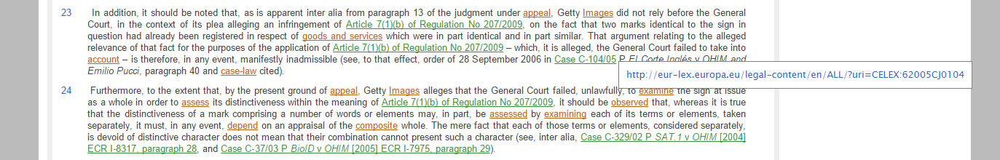 23 In addition, it should be noted that, as is apparent inter alia from paragraph 13 of the judgment under appeal, Getty Images did not rely before the General
Court, in the context of its plea alleging an infringement of Article 7(1)(b) of Regulation No 207/2009, on the fact that two marks identical to the sign in
question had already been registered in respect of goods and services which were in part identical and in part similar. That argument relating to the alleged
relevance of that fact for the purposes of the application of Article 7(1)(b) of Regulation No 207/2009 – which, it is alleged, the General Court failed to take into
account – is therefore, in any event, manifestly inadmissible (see, to that effect, order of 28 September 2006 in Case C-104/05 P El Corte Inglés v OHIM and
Emilio Pucci, paragraph 40 and case-law cited).
http://eur-lex.europa.eu/legal-content/en/ALL/?uri=CELEX:62005CJ0104
24 Furthermore, to the extent that, by the present ground of appeal, Getty Images alleges that the General Court failed, unlawfully, to examine the sign at issue
as a whole in order to assess its distinctiveness within the meaning of Article 7(1)(b) of Regulation No 207/2009, it should be observed that, whereas it is true
that the distinctiveness of a mark comprising a number of words or elements may, in part, be assessed by examining each of its terms or elements, taken
separately, it must, in any event, depend on an appraisal of the composite whole. The mere fact that each of those terms or elements, considered separately,
is devoid of distinctive character does not mean that their combination cannot present such a character (see, inter alia, Case C-329/02 P SAT.1 v OHIM [2004]
ECR I-8317, paragraph 28, and Case C-37/03 P BioID v OHIM [2005] ECR I-7975, paragraph 29).